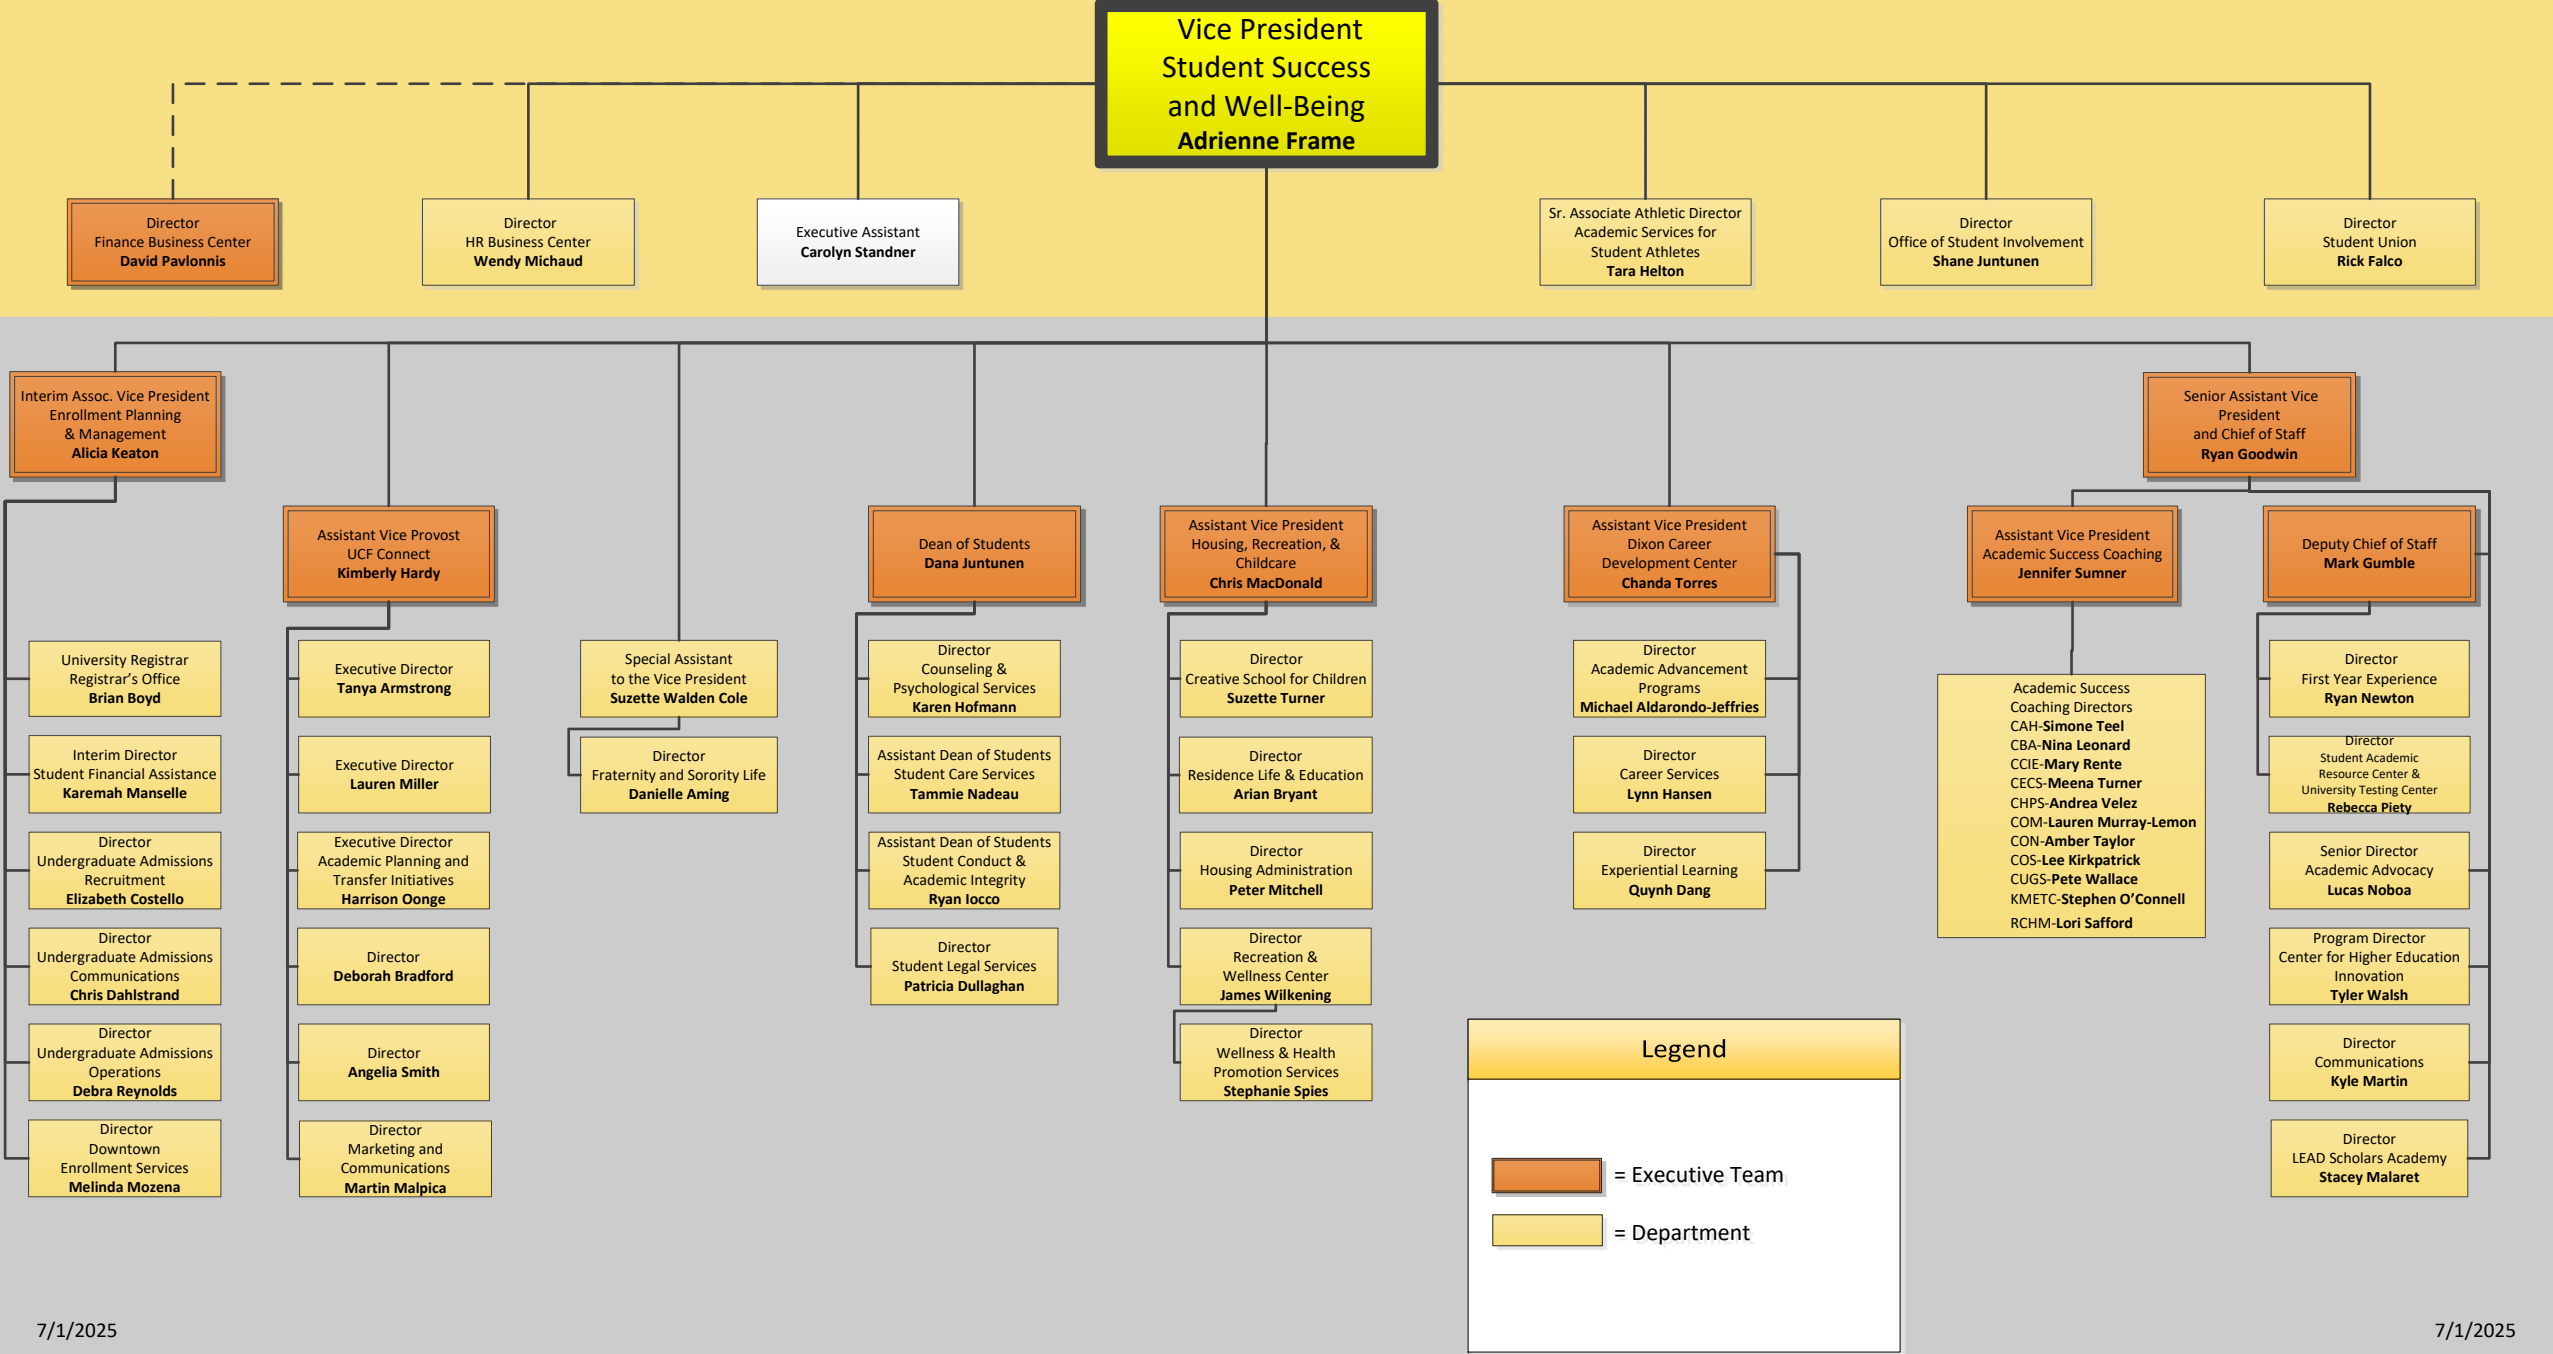 Vice President
Student Success
and Well-Being
Adrienne Frame
Director
Finance Business Center
David Pavlonnis
Director
HR Business Center
Wendy Michaud
Executive Assistant
Carolyn Standner
Sr. Associate Athletic Director
Academic Services for
Student Athletes
Tara Helton
Director
Office of Student Involvement
Shane Juntunen
Director
Student Union
Rick Falco
Interim Assoc. Vice President
Enrollment Planning
& Management
Alicia Keaton
Senior Assistant Vice
President
and Chief of Staff
Ryan Goodwin
Assistant Vice Provost
UCF Connect
Kimberly Hardy
Dean of Students
Dana Juntunen
Assistant Vice President
Housing, Recreation, &
Childcare
Chris MacDonald
Assistant Vice President
Dixon Career
Development Center
Chanda Torres
Assistant Vice President
Academic Success Coaching
Jennifer Sumner
Deputy Chief of Staff
Mark Gumble
University Registrar
Registrar’s Office
Brian Boyd
Interim Director
Student Financial Assistance
Karemah Manselle
Director
Undergraduate Admissions
Recruitment
Elizabeth Costello
Director
Undergraduate Admissions
Communications
Chris Dahlstrand
Director
Undergraduate Admissions
Operations
Debra Reynolds
Director
Downtown
Enrollment Services
Melinda Mozena
Executive Director
Tanya Armstrong
Executive Director
Lauren Miller
Executive Director
Academic Planning and
Transfer Initiatives
Harrison Oonge
Director
Deborah Bradford
Director
Angelia Smith
Director
Marketing and
Communications
Martin Malpica
Special Assistant
to the Vice President
Suzette Walden Cole
Director
Fraternity and Sorority Life
Danielle Aming
Director
Counseling &
Psychological Services
Karen Hofmann
Assistant Dean of Students
Student Care Services
Tammie Nadeau
Assistant Dean of Students
Student Conduct &
Academic Integrity
Ryan Iocco
Director
Student Legal Services
Patricia Dullaghan
Director
Creative School for Children
Suzette Turner
Director
Residence Life & Education
Arian Bryant
Director
Housing Administration
Peter Mitchell
Director
Recreation &
Wellness Center
James Wilkening
Director
Wellness & Health
Promotion Services
Stephanie Spies
Director
Academic Advancement
Programs
Michael Aldarondo-Jeffries
Director
Career Services
Lynn Hansen
Director
Experiential Learning
Quynh Dang
Academic Success
Coaching Directors
CAH-Simone Teel
CBA-Nina Leonard
CCIE-Mary Rente
CECS-Meena Turner
CHPS-Andrea Velez
COM-Lauren Murray-Lemon
CON-Amber Taylor
COS-Lee Kirkpatrick
CUGS-Pete Wallace
KMETC-Stephen O’Connell
RCHM-Lori Safford
Director
First Year Experience
Ryan Newton
Director
Student Academic
Resource Center &
University Testing Center
Rebecca Piety
Senior Director
Academic Advocacy
Lucas Noboa
Program Director
Center for Higher Education
Innovation
Tyler Walsh
Director
Communications
Kyle Martin
Director
LEAD Scholars Academy
Stacey Malaret
Legend
= Executive Team
= Department
7/1/2025
7/1/2025